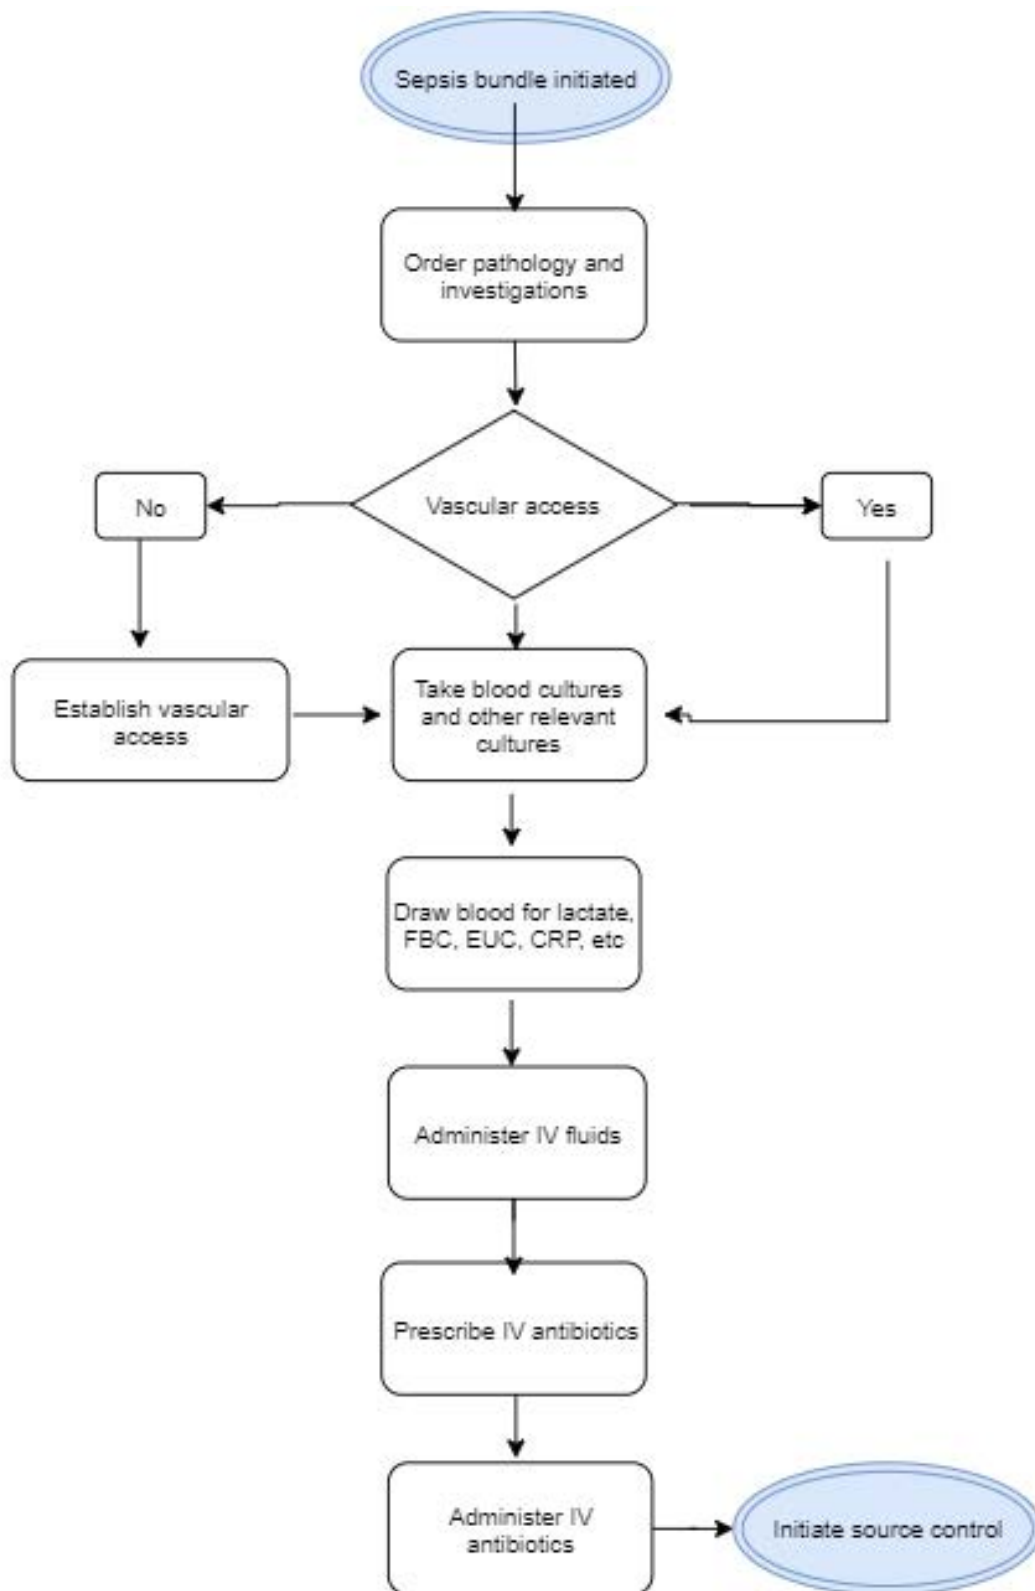 Sepsis bundle initiated
Order pathology and
investigations
Vascular access
No
Yes
Establish vascular
access
Take blood cultures
and other relevant
cultures
Draw blood for lactate,
FBC, EUC, CRP, etc
Administer IV fluids
Prescribe IV antibiotics
Administer IV
antibiotics
Initiate source control